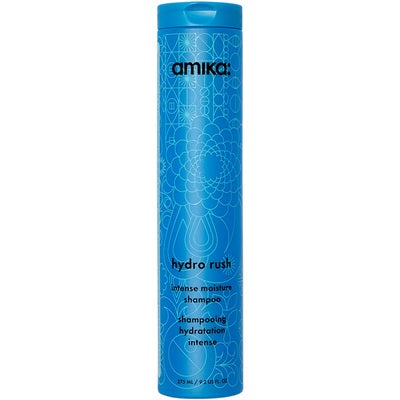 amika:
hydro rush
intense moisture
shampoo
shampooing
hydratation
intense
275 ML / 9.2 US FL. OZ